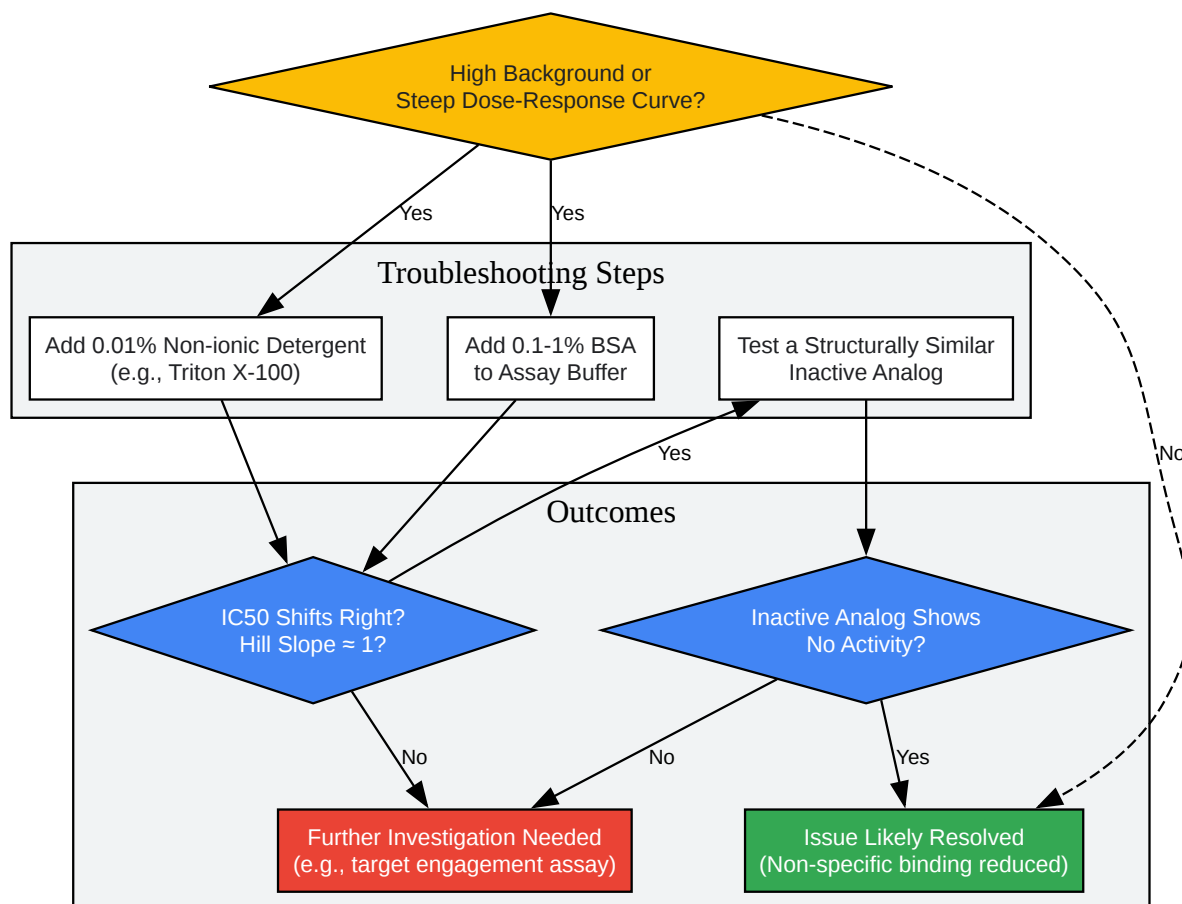 High Background or
Steep Dose-Response Curve?
Yes
Yes
Troubleshooting Steps
Add 0.01% Non-ionic Detergent
(e.g., Triton X-100)
Add 0.1-1% BSA
to Assay Buffer
Test a Structurally Similar
Inactive Analog
Yes
No
Outcomes
IC50 Shifts Right?
Hill Slope ≈ 1?
Inactive Analog Shows
No Activity?
No
No
Yes
Further Investigation Needed
(e.g., target engagement assay)
Issue Likely Resolved
(Non-specific binding reduced)